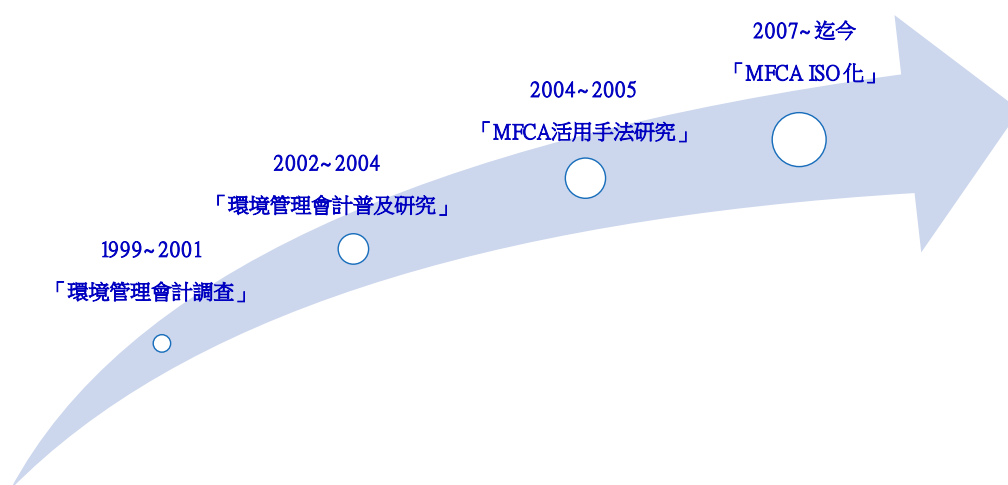 1999~2001
「環境管理會計調查」
2002~2004
「環境管理會計普及研究」
2004~2005
「MFCA活用手法研究」
2007~迄今
「MFCA ISO化」